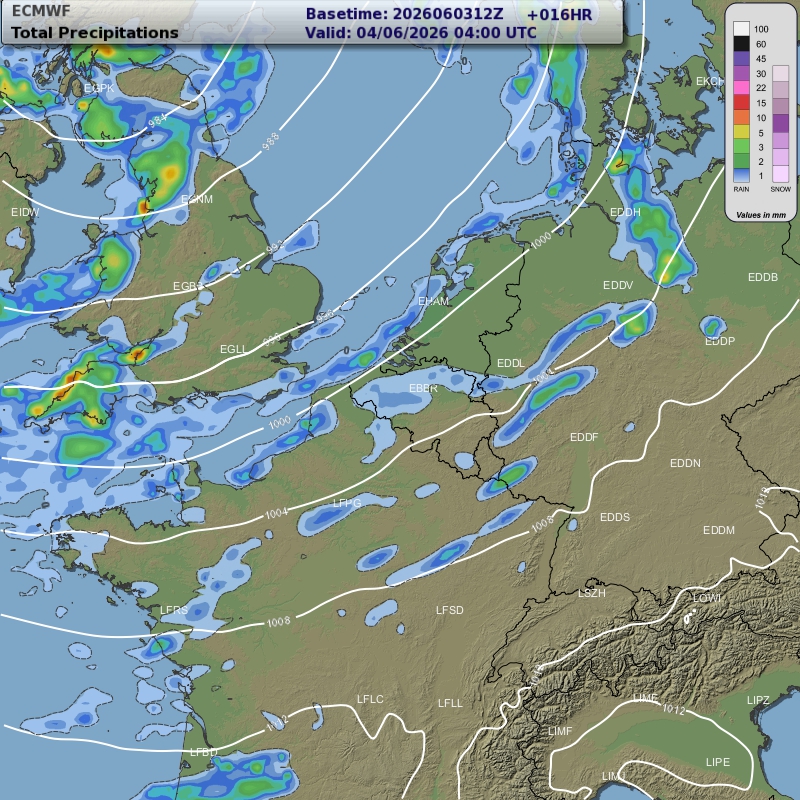 ECMWF
Basetime: 2026060312Z +016HR
Total Precipitations
Valid: 04/06/2026 04:00 UTC
100
60
45
30
22
15
10
5
3
2
1
RAIN
SNOW
Values in mm
EGPK
984
988
EIDW
EGNM
992
EDDH
1000
EGBB
EDDV
EDDB
EHAM
996
EGLL
EDDP
EDDL
EBBR
1000
EDDF
EDDN
LFPG
1004
1008
EDDS
EDDM
1012
LSZH
LOWI
LFRS
1008
LFSD
LFLC
LFLL
LIPZ
1012
LIMF
LFBD
LIPE